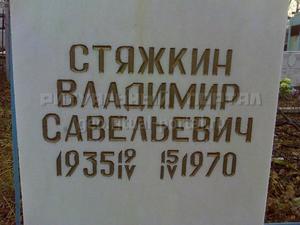 СТЯЖКИН
ВЛАДИМИР
САВЕЛЬЕВИЧ
1935 19/IV 15/IV 1970